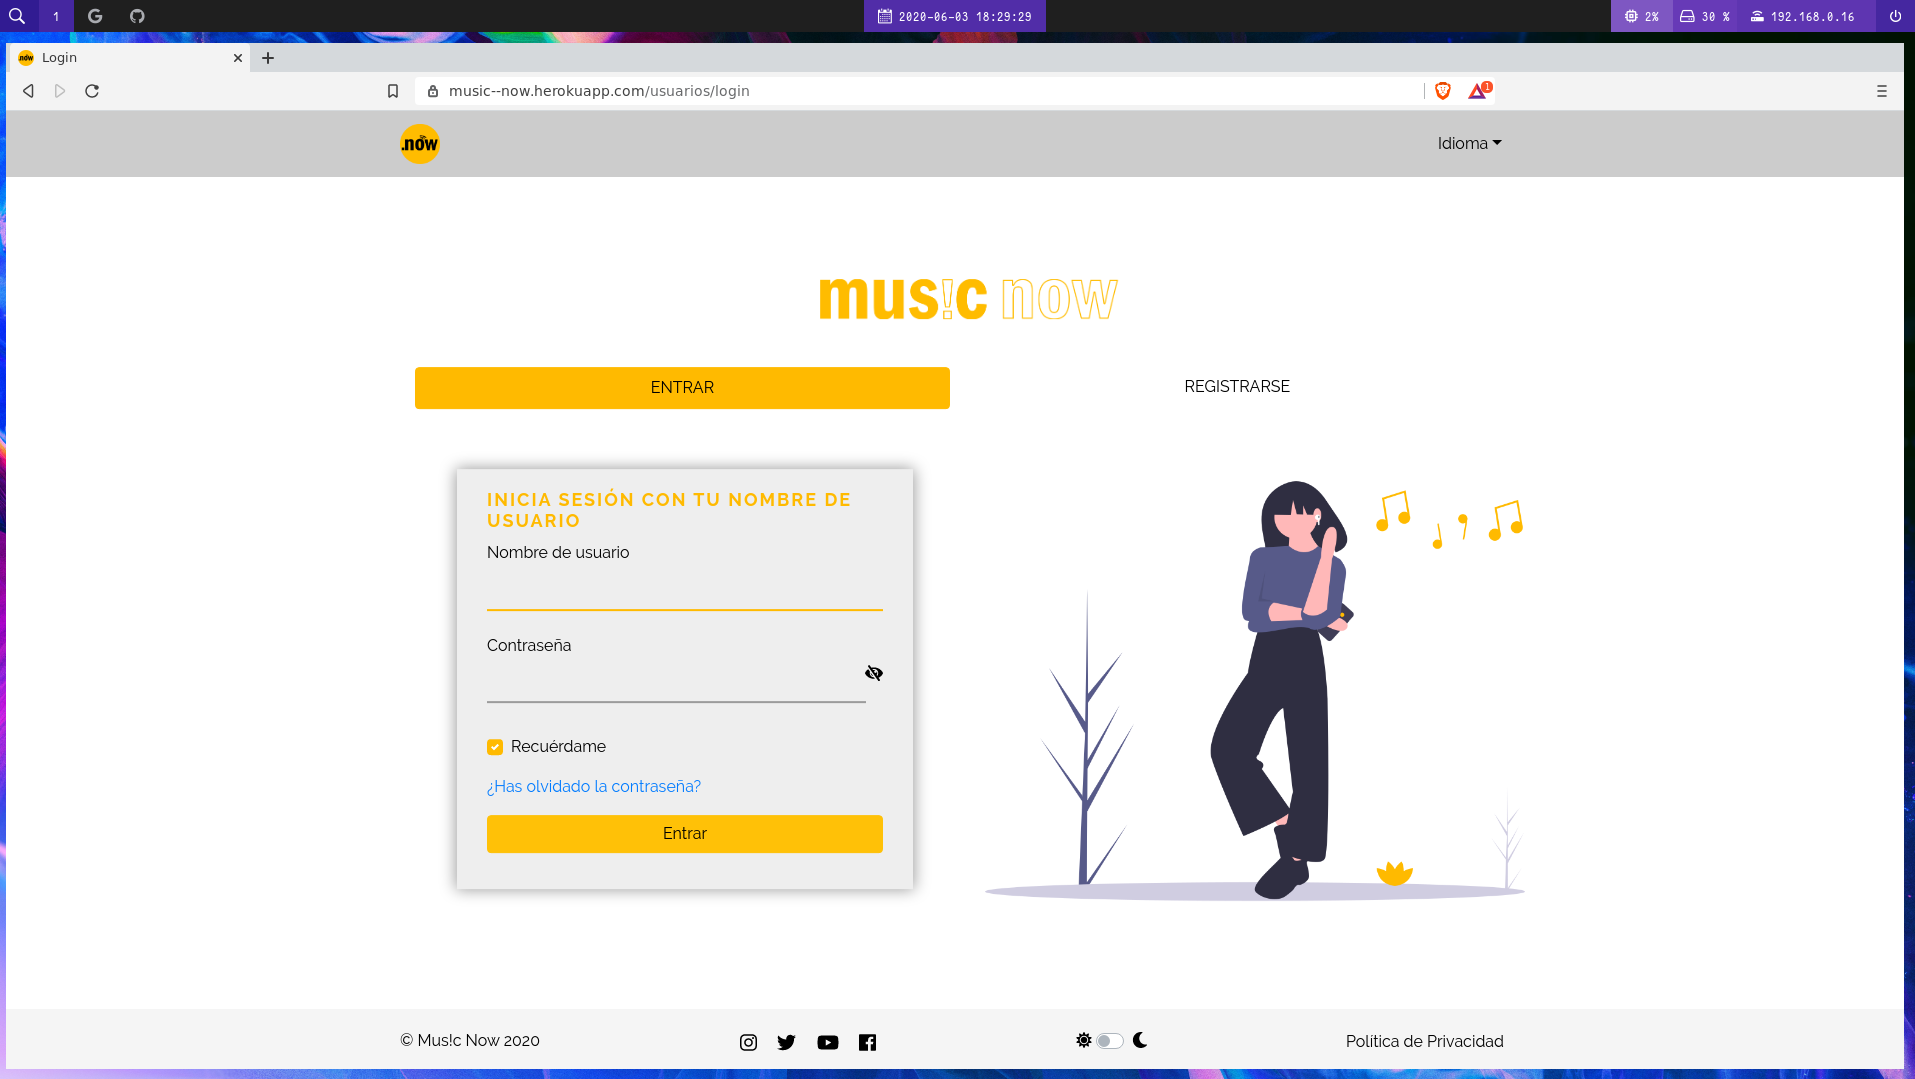 1
2020-06-03 18:29:29
2%
30 %
192.168.0.16
Login
music--now.herokuapp.com/usuarios/login
1
.now
Idioma
mus!c now
ENTRAR
REGISTRARSE
INICIA SESIÓN CON TU NOMBRE DE
USUARIO
Nombre de usuario
Contraseña
Recuérdame
¿Has olvidado la contraseña?
Entrar
© Mus!c Now 2020
Política de Privacidad